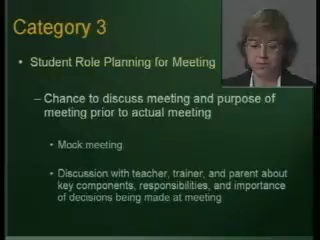 Category 3
• Student Role Planning for Meeting
– Chance to discuss meeting and purpose of
meeting prior to actual meeting
• Mock meeting
• Discussion with teacher, trainer, and parent about
key components, responsibilities, and importance
of decisions being made at meeting